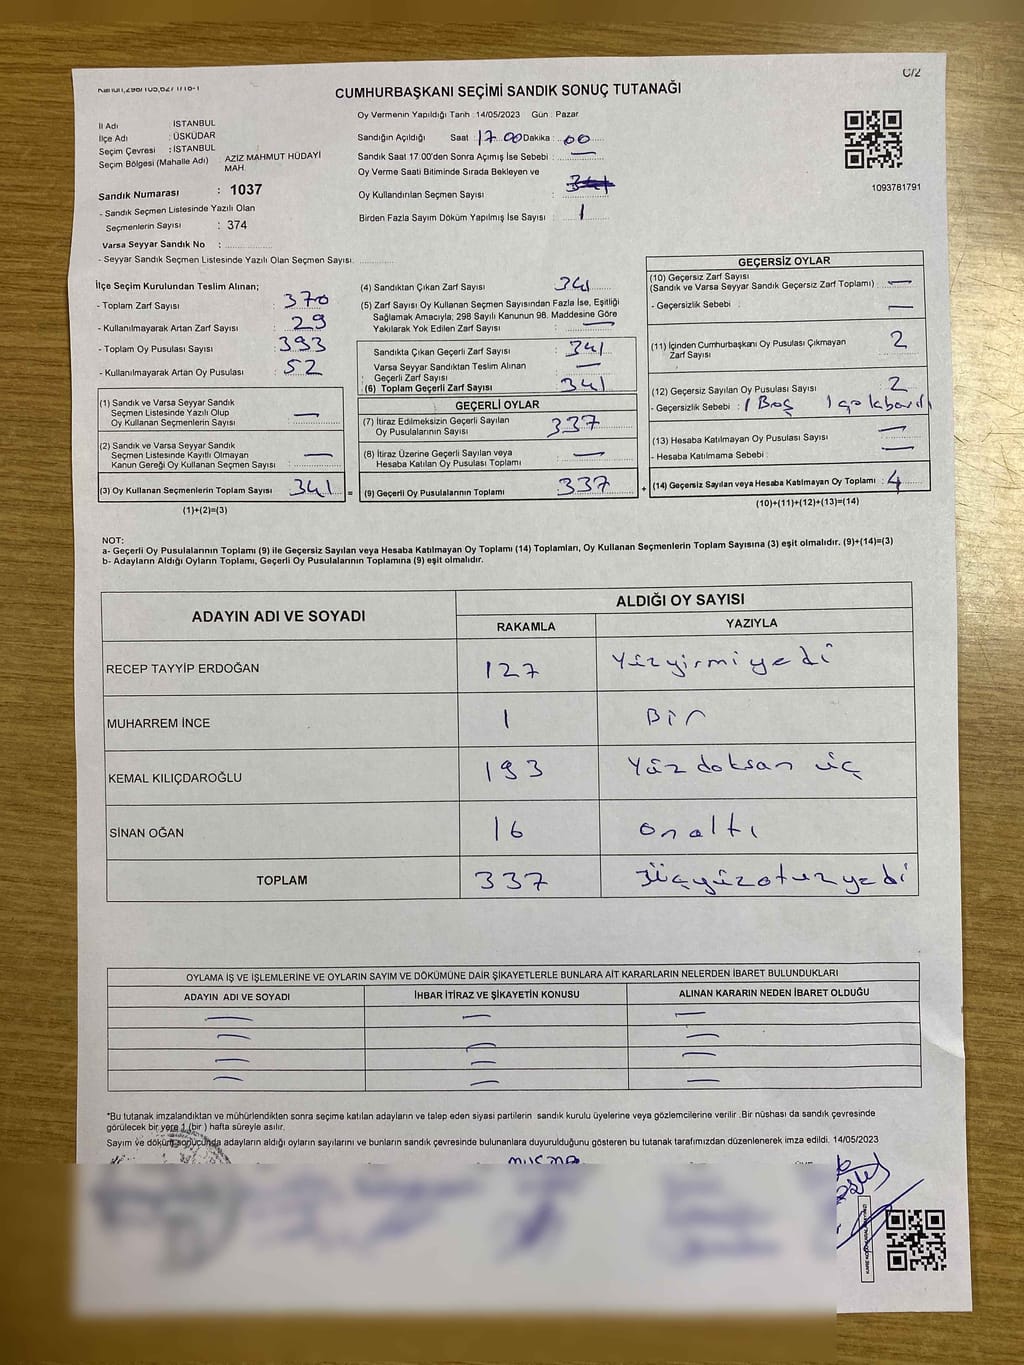 C/2
CUMHURBAŞKANI SEÇİMİ SANDIK SONUÇ TUTANAĞI
İl Adı : İSTANBUL
İlçe Adı : ÜSKÜDAR
Seçim Çevresi : İSTANBUL
Seçim Bölgesi (Mahalle Adı) : AZİZ MAHMUT HÜDAYİ
MAH.
Sandık Numarası : 1037
- Sandık Seçmen Listesinde Yazılı Olan
Seçmenlerin Sayısı : 374
Varsa Seyyar Sandık No :
- Seyyar Sandık Seçmen Listesinde Yazılı Olan Seçmen Sayısı:
Oy Vermenin Yapıldığı Tarih : 14/05/2023 Gün : Pazar
Sandığın Açıldığı Saat : 17.00 Dakika : 00
Sandık Saat 17:00'den Sonra Açımış İse Sebebi : —
Oy Verme Saati Bitiminde Sırada Bekleyen ve
Oy Kullandırılan Seçmen Sayısı :
Birden Fazla Sayım Döküm Yapılmış İse Sayısı : 1
1093781791
İlçe Seçim Kurulundan Teslim Alınan;
- Toplam Zarf Sayısı : 370
- Kullanılmayarak Artan Zarf Sayısı : 29
- Toplam Oy Pusulası Sayısı : 393
- Kullanılmayarak Artan Oy Pusulası : 52
(1) Sandık ve Varsa Seyyar Sandık
Seçmen Listesinde Yazılı Olup
Oy Kullanan Seçmenlerin Sayısı : —
(2) Sandık ve Varsa Seyyar Sandık
Seçmen Listesinde Kayıtlı Olmayan
Kanun Gereği Oy Kullanan Seçmen Sayısı : —
(3) Oy Kullanan Seçmenlerin Toplam Sayısı : 341 =
(1)+(2)=(3)
(4) Sandıktan Çıkan Zarf Sayısı : 341
(5) Zarf Sayısı Oy Kullanan Seçmen Sayısından Fazla İse, Eşitliği
Sağlamak Amacıyla; 298 Sayılı Kanunun 98. Maddesine Göre
Yakılarak Yok Edilen Zarf Sayısı : —
Sandıkta Çıkan Geçerli Zarf Sayısı : 341
Varsa Seyyar Sandıktan Teslim Alınan
Geçerli Zarf Sayısı : —
(6) Toplam Geçerli Zarf Sayısı : 341
GEÇERLİ OYLAR
(7) İtiraz Edilmeksizin Geçerli Sayılan
Oy Pusulalarının Sayısı : 337
(8) İtiraz Üzerine Geçerli Sayılan veya
Hesaba Katılan Oy Pusulası Toplamı : —
(9) Geçerli Oy Pusulalarının Toplamı : 337 +
GEÇERSİZ OYLAR
(10) Geçersiz Zarf Sayısı
(Sandık ve Varsa Seyyar Sandık Geçersiz Zarf Toplamı) : —
- Geçersizlik Sebebi : —
(11) İçinden Cumhurbaşkanı Oy Pusulası Çıkmayan
Zarf Sayısı : 2
(12) Geçersiz Sayılan Oy Pusulası Sayısı : 2
- Geçersizlik Sebebi : 1 Boş 1
(13) Hesaba Katılmayan Oy Pusulası Sayısı : —
- Hesaba Katılmama Sebebi : —
(14) Geçersiz Sayılan veya Hesaba Katılmayan Oy Toplamı : 4
(10)+(11)+(12)+(13)=(14)
NOT:
a- Geçerli Oy Pusulalarının Toplamı (9) ile Geçersiz Sayılan veya Hesaba Katılmayan Oy Toplamı (14) Toplamları, Oy Kullanan Seçmenlerin Toplam Sayısına (3) eşit olmalıdır. (9)+(14)=(3)
b- Adayların Aldığı Oyların Toplamı, Geçerli Oy Pusulalarının Toplamına (9) eşit olmalıdır.
ADAYIN ADI VE SOYADI
ALDIĞI OY SAYISI
RAKAMLA YAZIYLA
RECEP TAYYİP ERDOĞAN 127 Yüzyirmiyedi
MUHARREM İNCE 1 Bir
KEMAL KILIÇDAROĞLU 193 Yüzdoksan üç
SİNAN OĞAN 16 onaltı
TOPLAM 337 üçyüzotuzyedi
OYLAMA İŞ VE İŞLEMLERİNE VE OYLARIN SAYIM VE DÖKÜMÜNE DAİR ŞİKAYETLERLE BUNLARA AİT KARARLARIN NELERDEN İBARET BULUNDUKLARI
ADAYIN ADI VE SOYADI İHBAR İTİRAZ VE ŞİKAYETİN KONUSU ALINAN KARARIN NEDEN İBARET OLDUĞU
— — —
— — —
— — —
— — —
*Bu tutanak imzalandıktan ve mühürlendikten sonra seçime katılan adayların ve talep eden siyasi partilerin sandık kurulu üyelerine veya gözlemcilerine verilir .Bir nüshası da sandık çevresinde
görülecek bir yere 1 (bir ) hafta süreyle asılır.
Sayım ve döküm sonucunda adayların aldığı oyların sayılarını ve bunların sandık çevresinde bulunanlara duyurulduğunu gösteren bu tutanak tarafımızdan düzenlenerek imza edildi. 14/05/2023